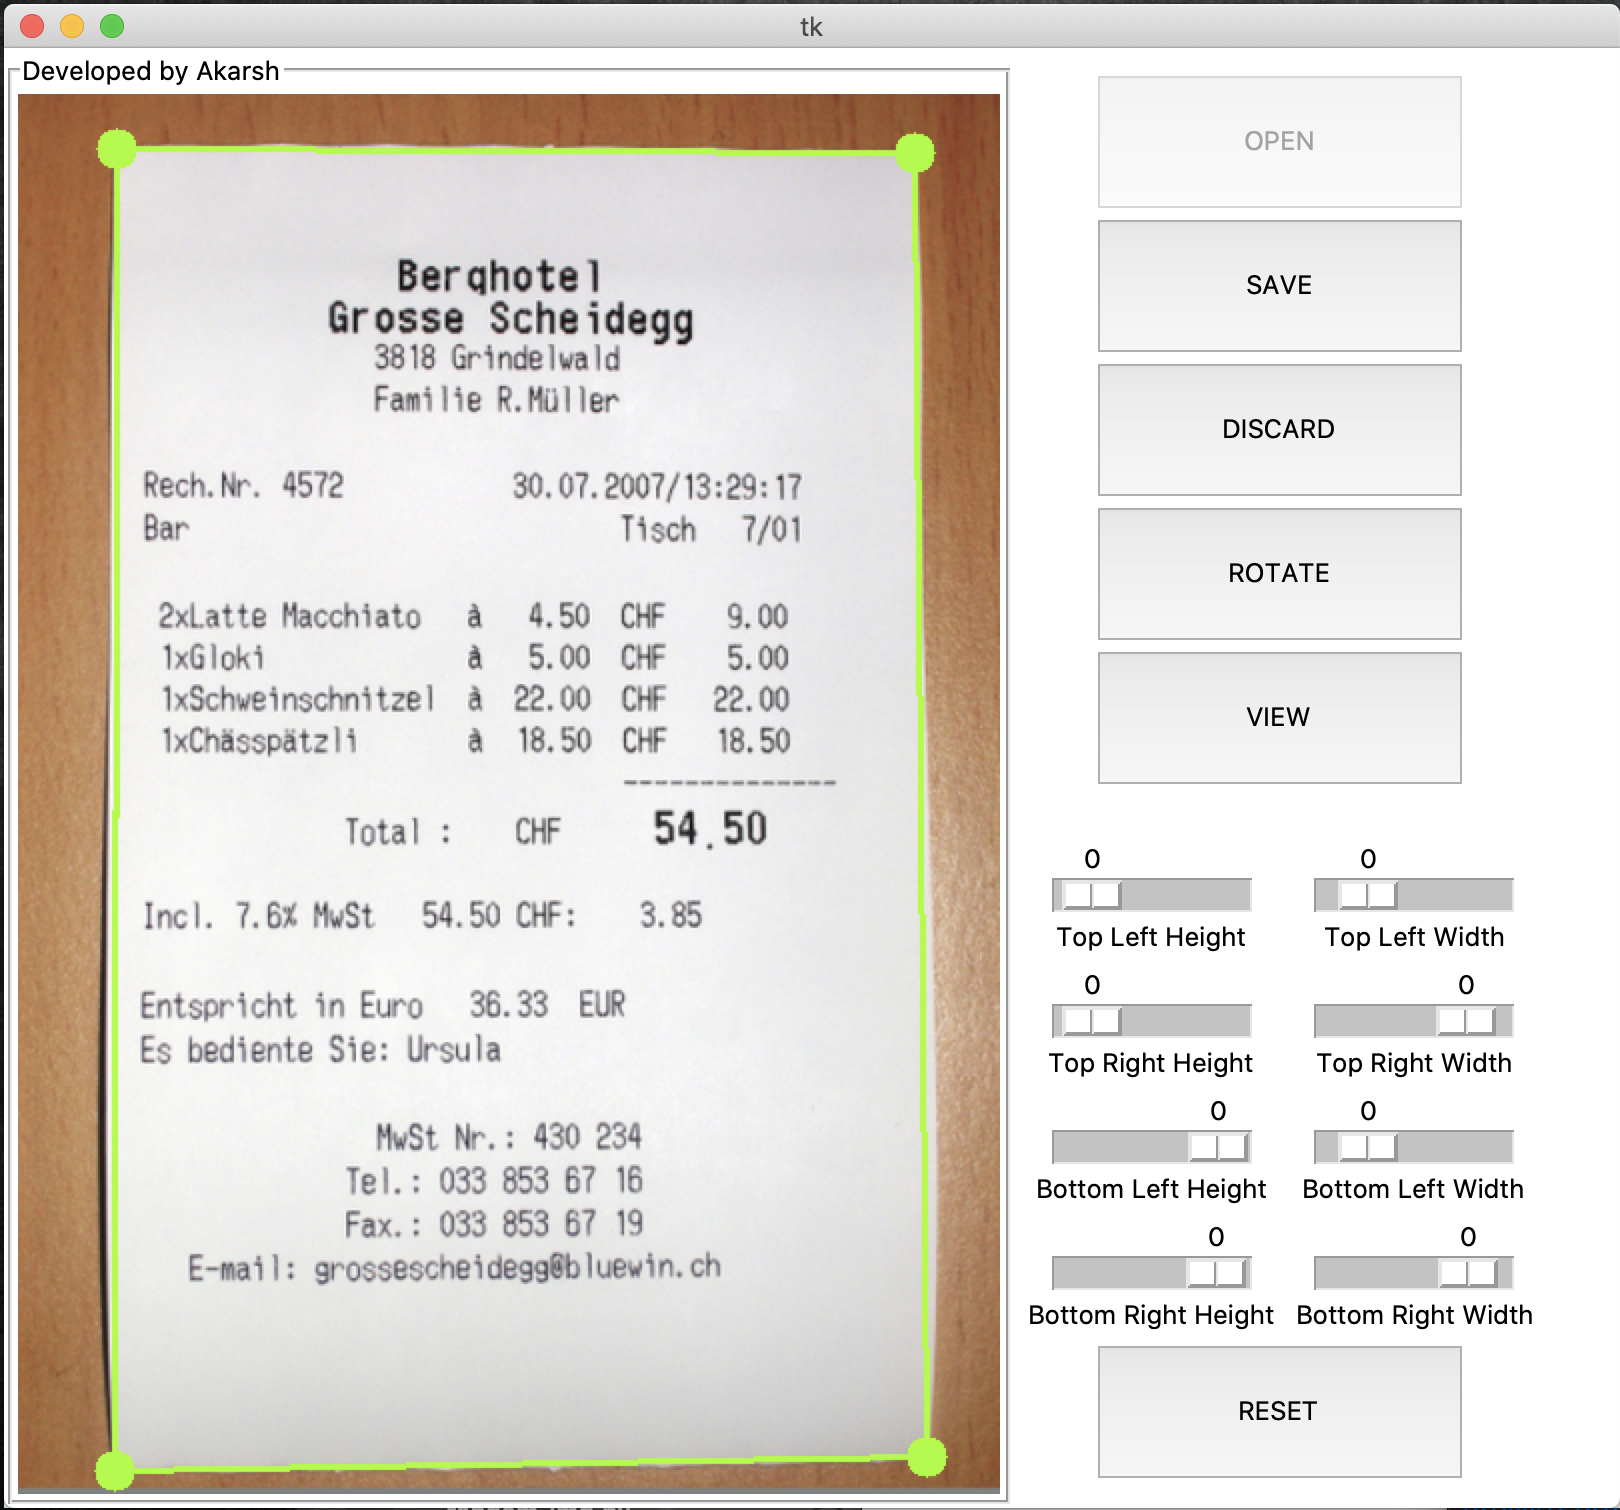 tk
Developed by Akarsh
Berghotel
Grosse Scheidegg
3818 Grindelwald
Familie R.Müller
Rech.Nr. 4572 30.07.2007/13:29:17
Bar Tisch 7/01
2xLatte Macchiato à 4.50 CHF 9.00
1xGloki à 5.00 CHF 5.00
1xSchweinschnitzel à 22.00 CHF 22.00
1xChässpätzli à 18.50 CHF 18.50
--------------
Total : CHF 54.50
Incl. 7.6% MwSt 54.50 CHF: 3.85
Entspricht in Euro 36.33 EUR
Es bediente Sie: Ursula
MwSt Nr.: 430 234
Tel.: 033 853 67 16
Fax.: 033 853 67 19
E-mail: grossescheidegg@bluewin.ch
OPEN
SAVE
DISCARD
ROTATE
VIEW
0 0
Top Left Height Top Left Width
0 0
Top Right Height Top Right Width
0 0
Bottom Left Height Bottom Left Width
0 0
Bottom Right Height Bottom Right Width
RESET